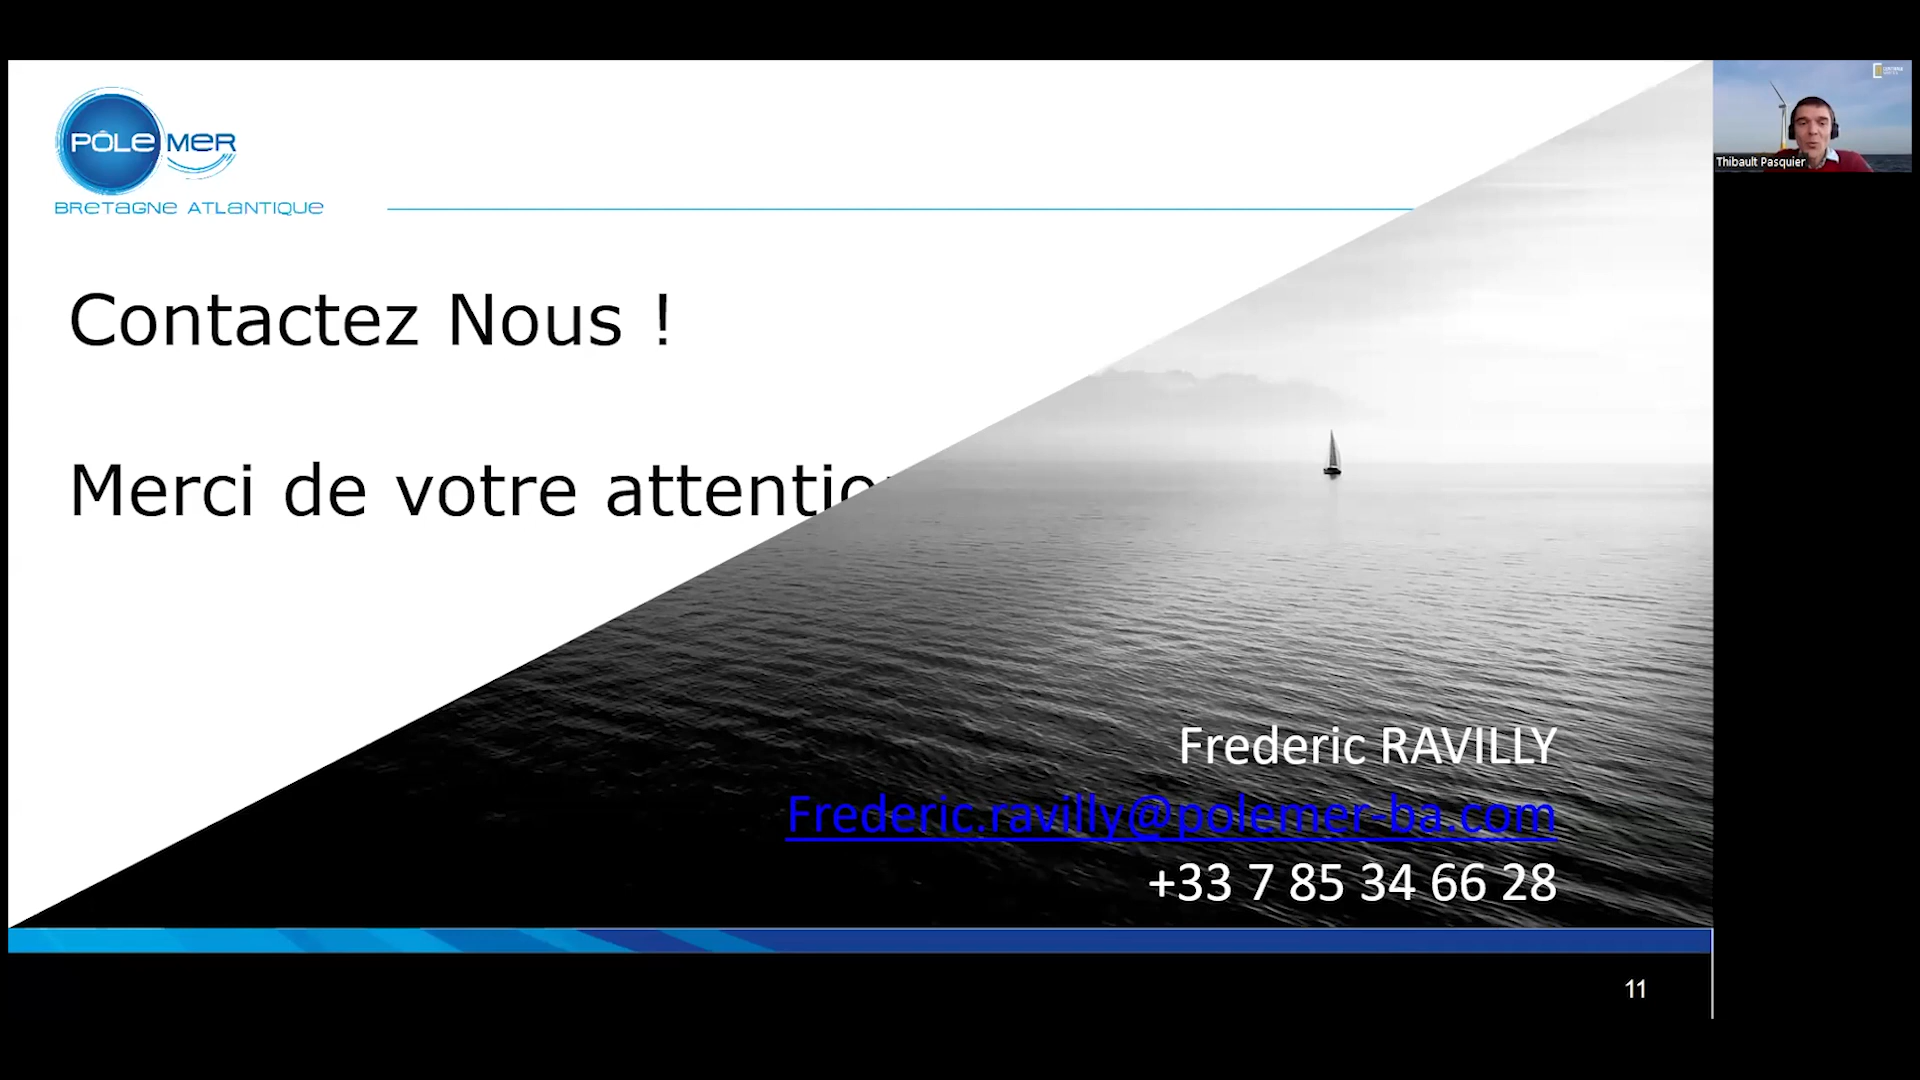 PÔLE MER
BRETAGNE ATLANTIQUE
Thibault Pasquier
Contactez Nous !
Merci de votre attention
Frederic RAVILLY
Frederic.ravilly@polemer-ba.com
+33 7 85 34 66 28
11